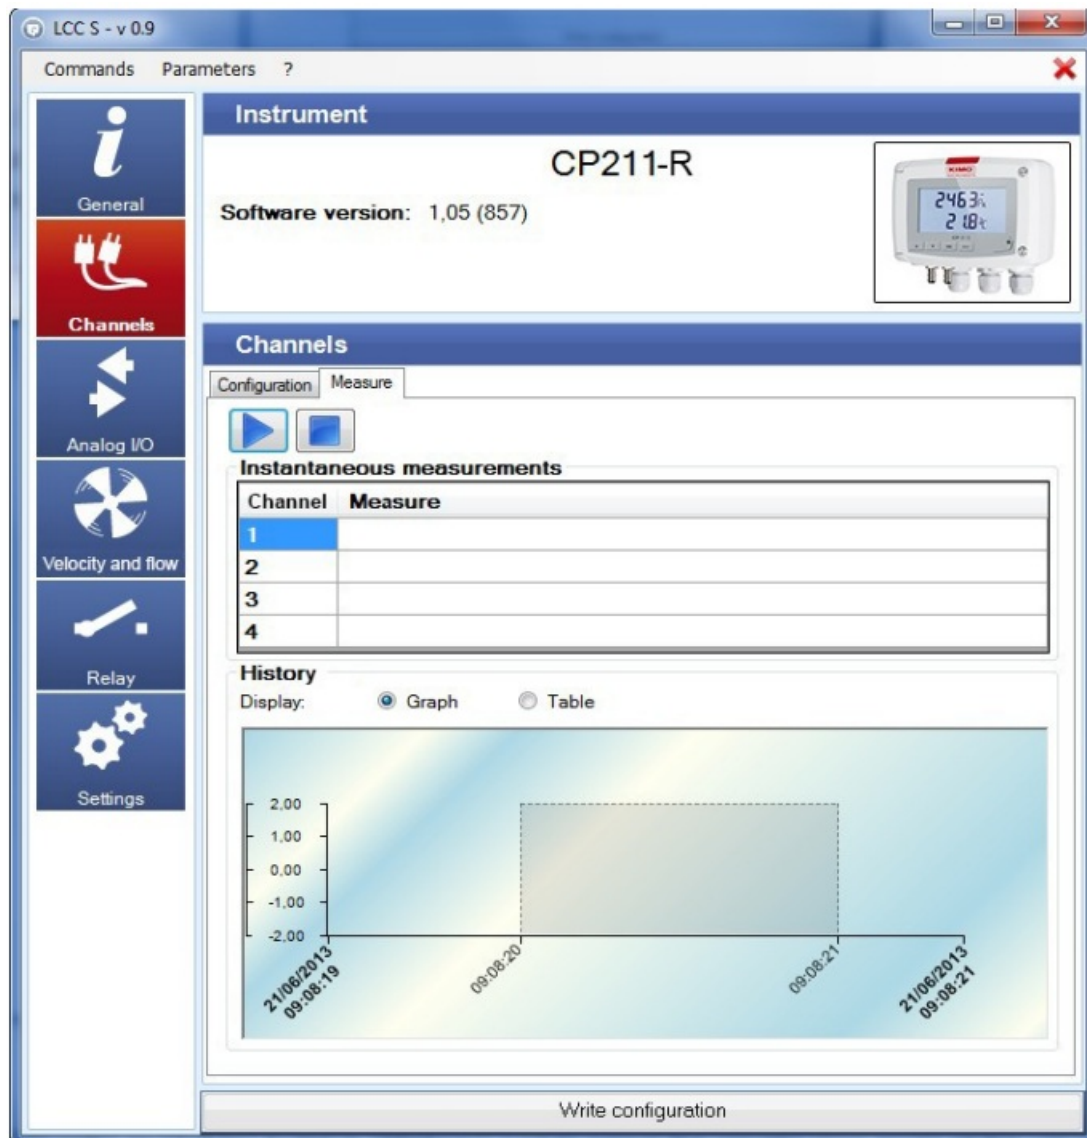 LCC S - v 0.9
Commands Parameters ?
General
Channels
Analog I/O
Velocity and flow
Relay
Settings
Instrument
CP211-R
Software version: 1,05 (857)
KIMO
Channels
Configuration Measure
Instantaneous measurements
Channel Measure
1
2
3
4
History
Display: Graph Table
2,00
1,00
0,00
-1,00
-2,00
21/06/2013
09:08:19
09:08:20
09:08:21
21/06/2013
09:08:21
Write configuration